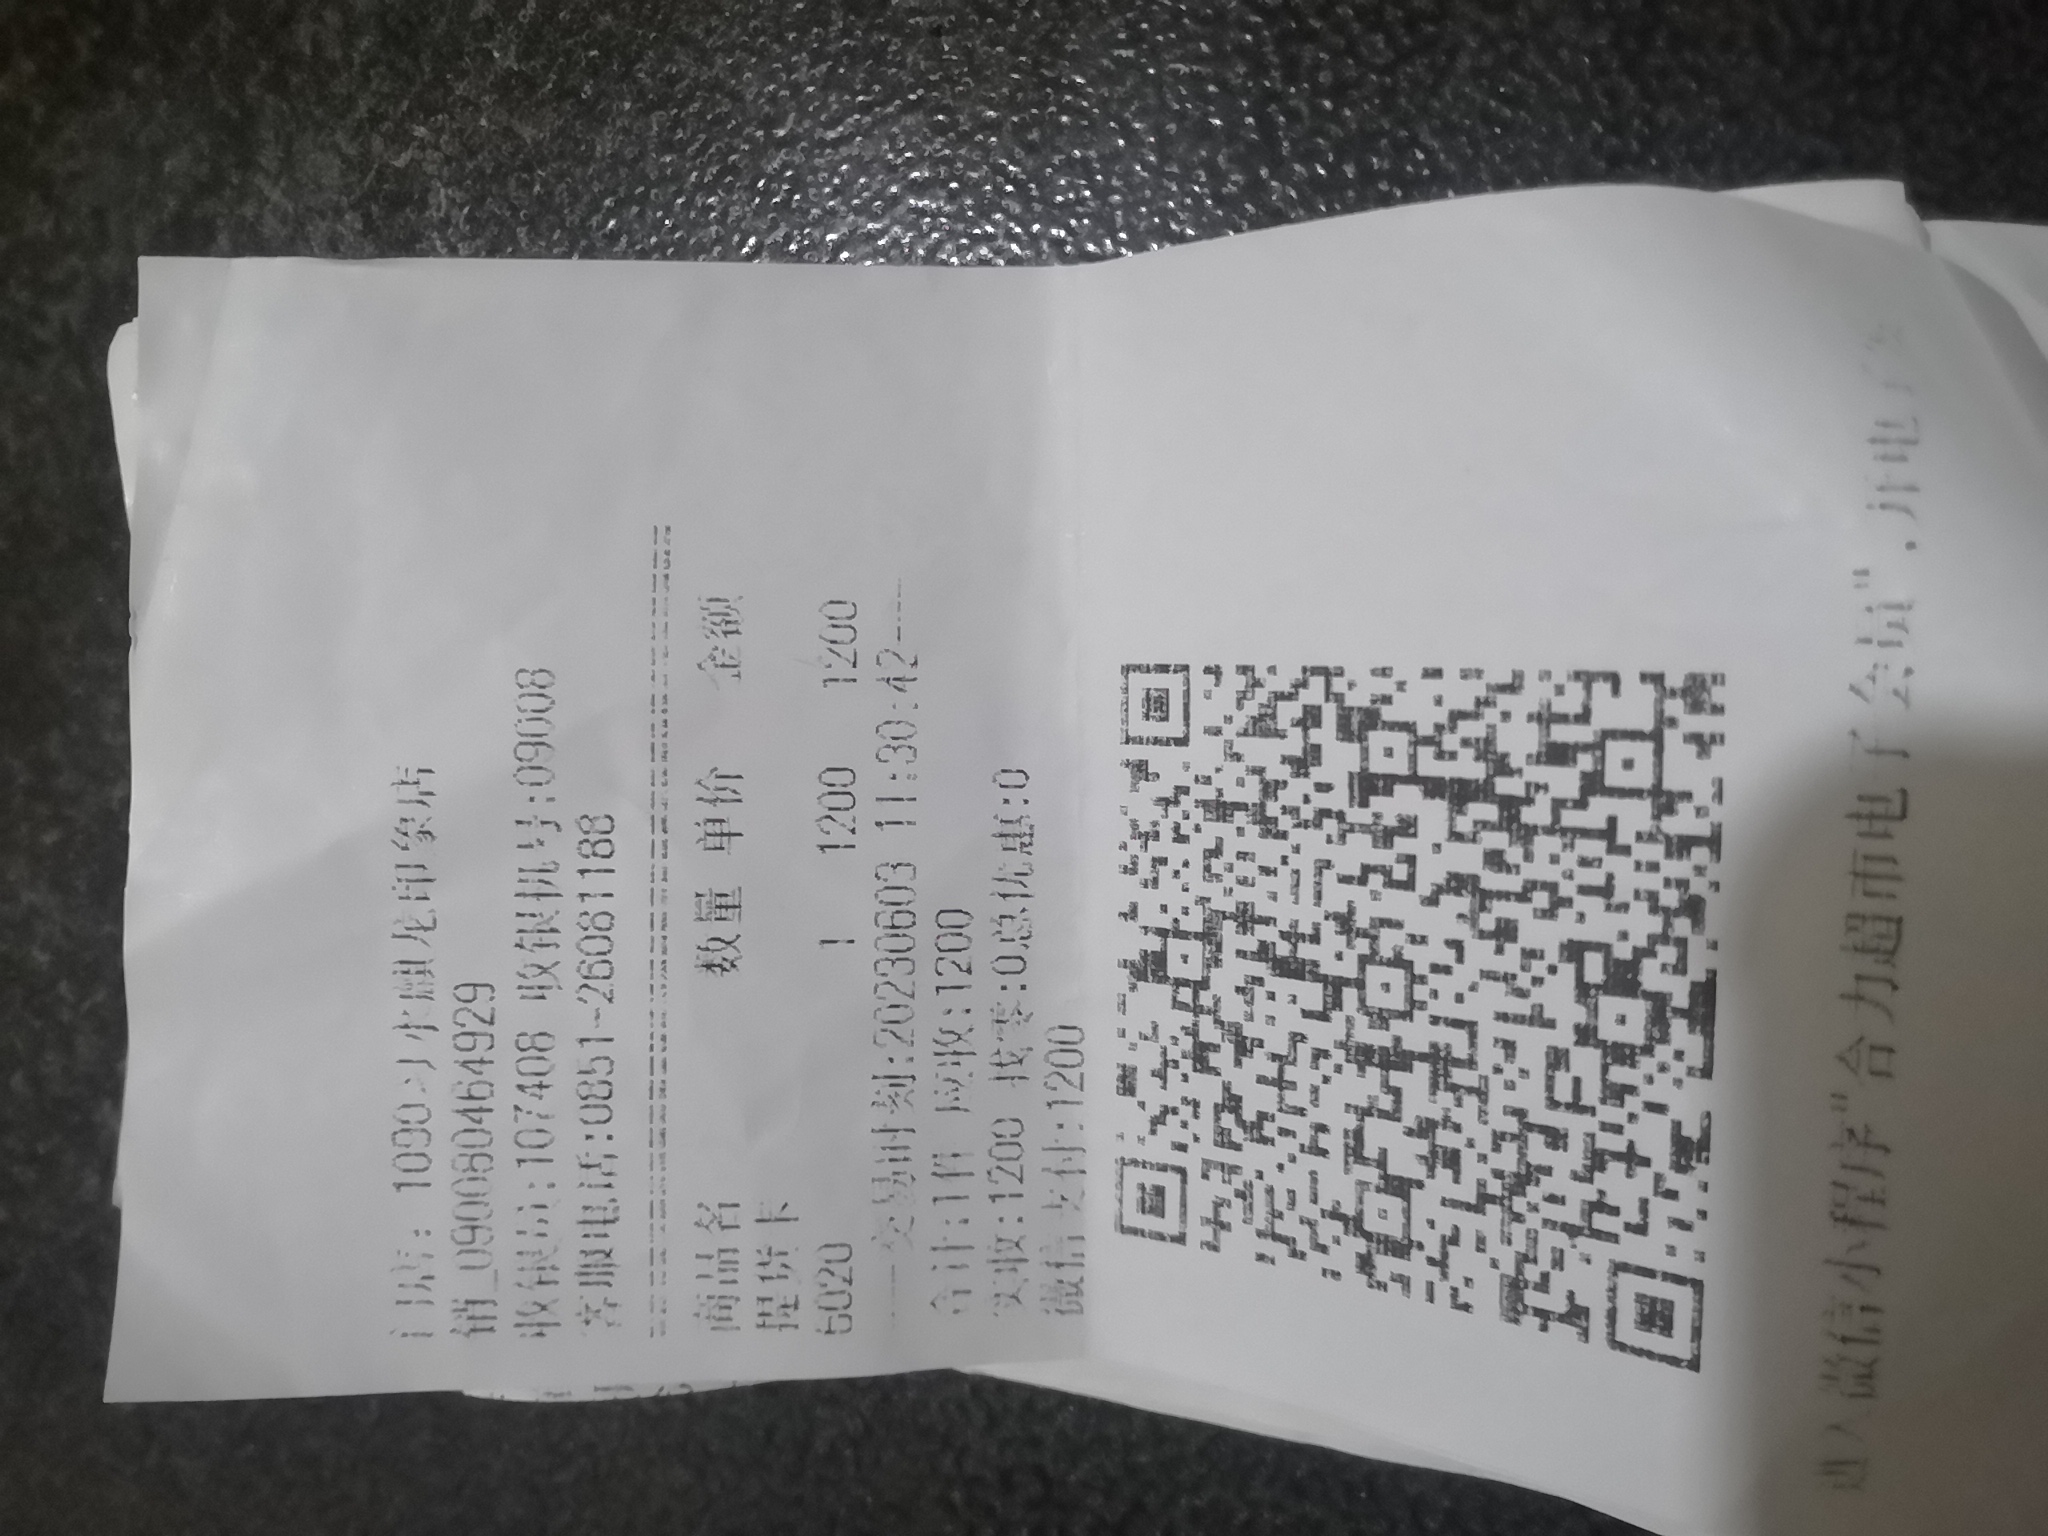 门店: 1090习水麒龙印象店
销_090080464929
收银员:107408 收银机号:09008
客服电话:0851-26081188
商品名 数量 单价 金额
提货卡
6020 1 1200 1200
----交易时刻:20230603 11:30:42----
合计:1件 应收:1200
实收:1200 找零:0总优惠:0
微信支付:1200
进入微信小程序"合力超市电子会员",开电